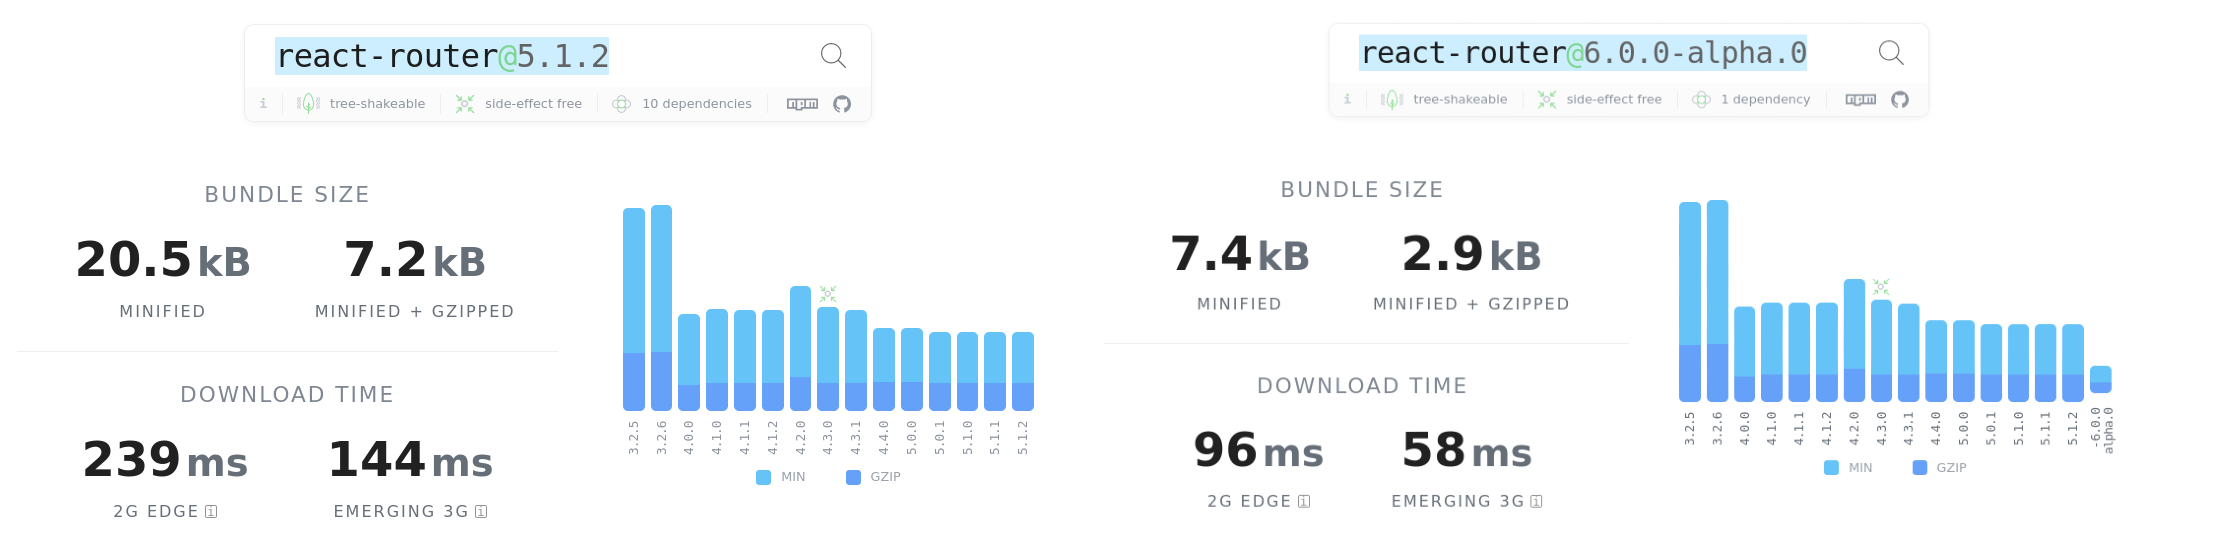 react-router@5.1.2
i tree-shakeable side-effect free 10 dependencies npm
BUNDLE SIZE
20.5 kB 7.2 kB
MINIFIED MINIFIED + GZIPPED
DOWNLOAD TIME
239 ms 144 ms
2G EDGE i EMERGING 3G i
3.2.5 3.2.6 4.0.0 4.1.0 4.1.1 4.1.2 4.2.0 4.3.0 4.3.1 4.4.0 5.0.0 5.0.1 5.1.0 5.1.1 5.1.2
MIN GZIP
react-router@6.0.0-alpha.0
i tree-shakeable side-effect free 1 dependency npm
BUNDLE SIZE
7.4 kB 2.9 kB
MINIFIED MINIFIED + GZIPPED
DOWNLOAD TIME
96 ms 58 ms
2G EDGE i EMERGING 3G i
3.2.5 3.2.6 4.0.0 4.1.0 4.1.1 4.1.2 4.2.0 4.3.0 4.3.1 4.4.0 5.0.0 5.0.1 5.1.0 5.1.1 5.1.2 -6.0.0
alpha.0
MIN GZIP